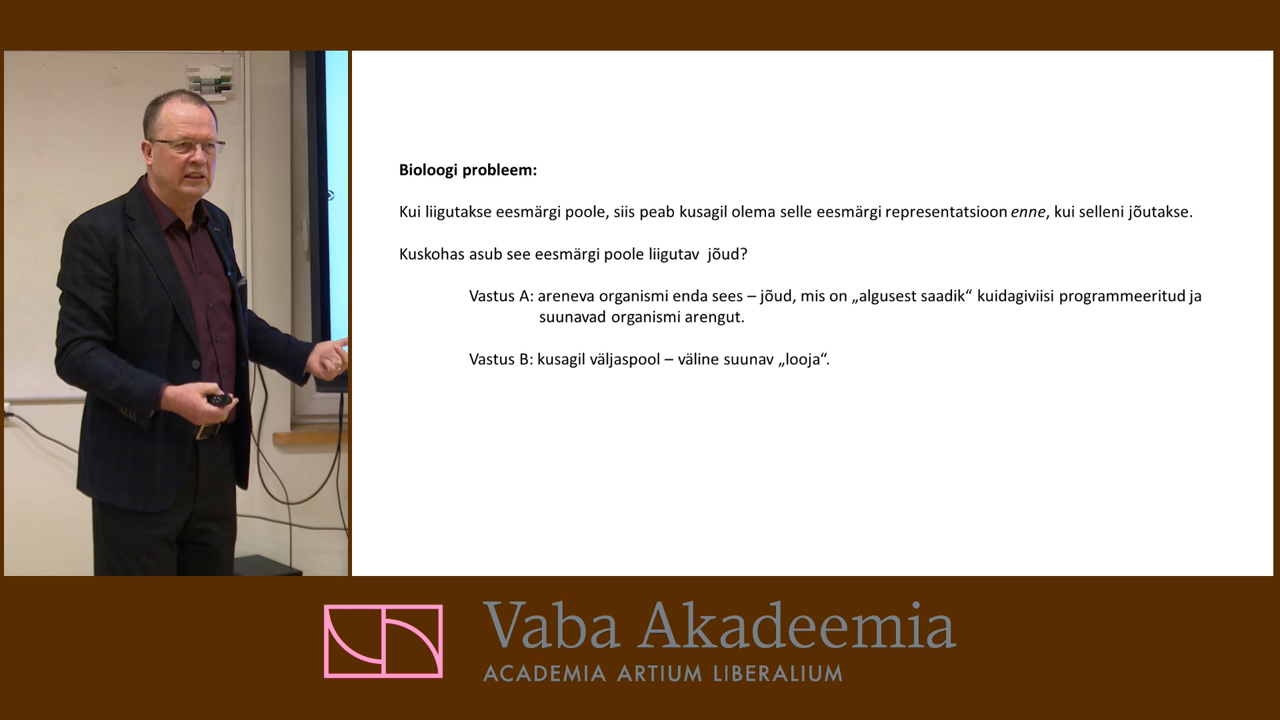 Bioloogi probleem:
Kui liigutakse eesmärgi poole, siis peab kusagil olema selle eesmärgi representatsioon enne, kui selleni jõutakse.
Kuskohas asub see eesmärgi poole liigutav jõud?
Vastus A: areneva organismi enda sees – jõud, mis on „algusest saadik“ kuidagiviisi programmeeritud ja
suunavad organismi arengut.
Vastus B: kusagil väljaspool – väline suunav „looja“.
Vaba Akadeemia
ACADEMIA ARTIUM LIBERALIUM